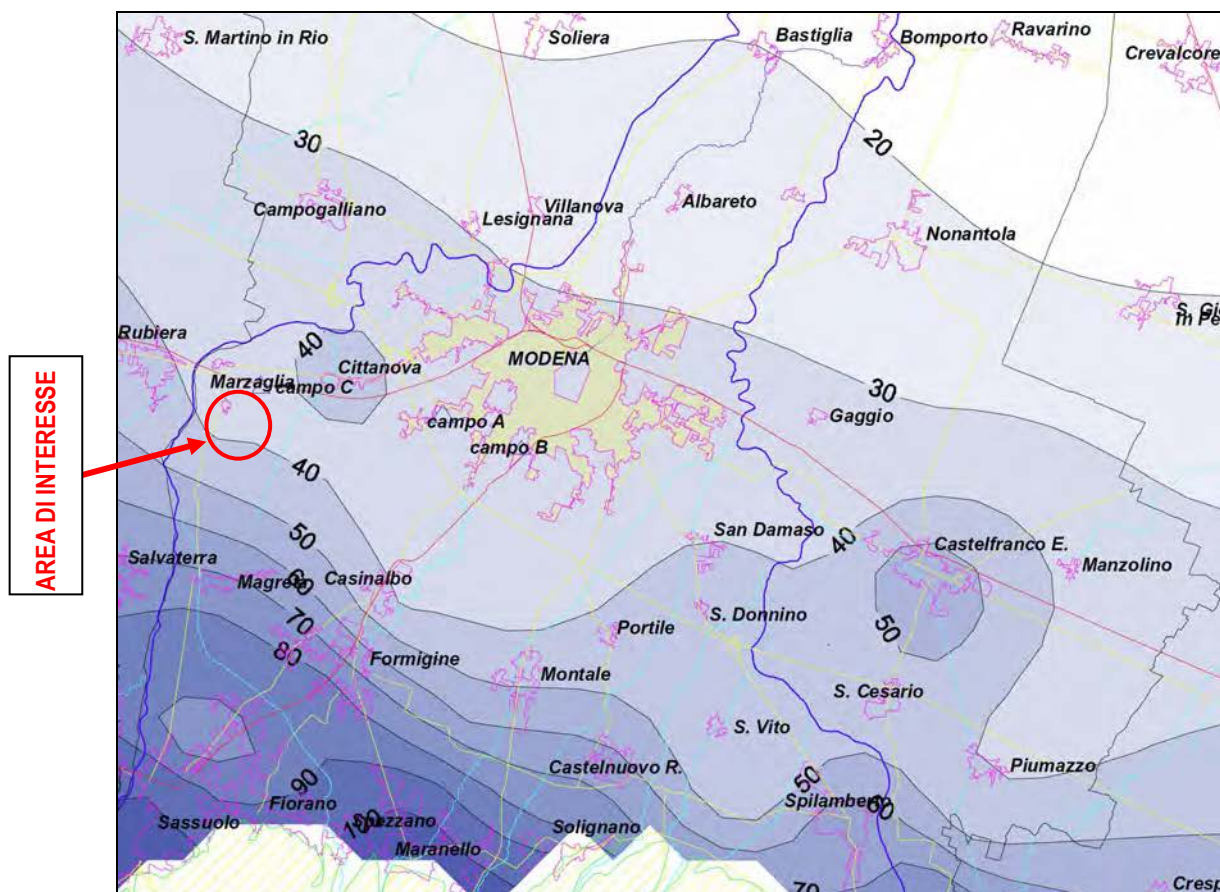 S. Martino in Rio
Soliera
Bastiglia
Bomporto
Ravarino
Crevalcore
30
20
Campogalliano
Lesignana
Villanova
Albareto
Nonantola
Rubiera
40
Cittanova
MODENA
Marzaglia
campo C
30
Gaggio
campo A
campo B
AREA DI INTERESSE
40
50
San Damaso
40
Castelfranco E.
Manzolino
Salvaterra
Magreta
60
Casinalbo
S. Donnino
50
70
Portile
80
Formigine
Montale
S. Cesario
S. Vito
Castelnuovo R.
Piumazzo
90
Fiorano
50
Spilamberto
60
Sassuolo
100
Spezzano
Solignano
Maranello
70